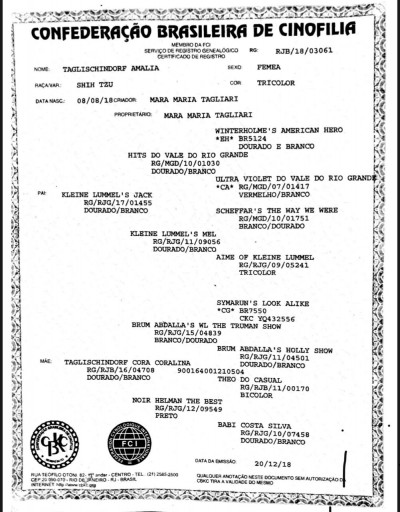 CONFEDERAÇÃO BRASILEIRA DE CINOFILIA
MEMBRO DA FCI
SERVIÇO DE REGISTRO GENEALÓGICO
CERTIFICADO DE REGISTRO
RG: RJB/18/03061
NOME: TAGLISCHINDORF AMALIA SEXO: FEMEA
RAÇA/VAR.: SHIH TZU COR: TRICOLOR
DATA NASC.: 08/08/18 CRIADOR: MARA MARIA TAGLIARI
PROPRIETÁRIO: MARA MARIA TAGLIARI
WINTERHOLME'S AMERICAN HERO
*EH* BR5124
DOURADO E BRANCO
HITS DO VALE DO RIO GRANDE
RG/MGD/10/01030
DOURADO/BRANCO
ULTRA VIOLET DO VALE DO RIO GRANDE
*CA* RG/MGD/07/01417
VERMELHO/BRANCO
PAI: KLEINE LUMMEL'S JACK
RG/RJG/17/01455
DOURADO/BRANCO
SCHEFFAR'S THE WAY WE WERE
RG/MGD/10/01751
BRANCO/DOURADO
KLEINE LUMMEL'S MEL
RG/RJG/11/09056
DOURADO/BRANCO
AIME OF KLEINE LUMMEL
RG/RJG/09/05241
TRICOLOR
SYMARUN'S LOOK ALIKE
*CG* BR7550
CKC YQ432556
BRUM ABDALLA'S WL THE TRUMAN SHOW
RG/RJG/15/04839
BRANCO/DOURADO
BRUM ABDALLA'S HOLLY SHOW
RG/RJG/11/04501
DOURADO/BRANCO
MÃE: TAGLISCHINDORF CORA CORALINA
RG/RJB/16/04708 900164001210504
DOURADO/BRANCO
THEO DO CASUAL
RG/RJG/11/00170
BICOLOR
NOIR HELMAN THE BEST
RG/RJG/12/09549
PRETO
BABI COSTA SILVA
RG/RJG/10/07458
DOURADO/BRANCO
CBKC
FCI
DATA DA EMISSÃO: 20/12/18
RUA TEÓFILO OTONI, andar - CENTRO - TEL.: (21)
CEP 20 090-070 - RIO DE JANEIRO - RJ - BRASIL
INTERNET:
QUALQUER ANOTAÇÃO NESTE DOCUMENTO SEM AUTORIZAÇÃO DA
CBKC TIRA A VALIDADE DO MESMO